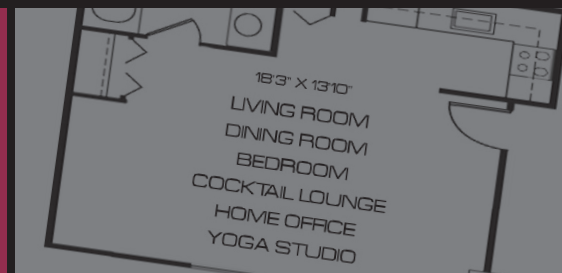 18'3" X 13'10"
LIVING ROOM
DINING ROOM
BEDROOM
COCKTAIL LOUNGE
HOME OFFICE
YOGA STUDIO